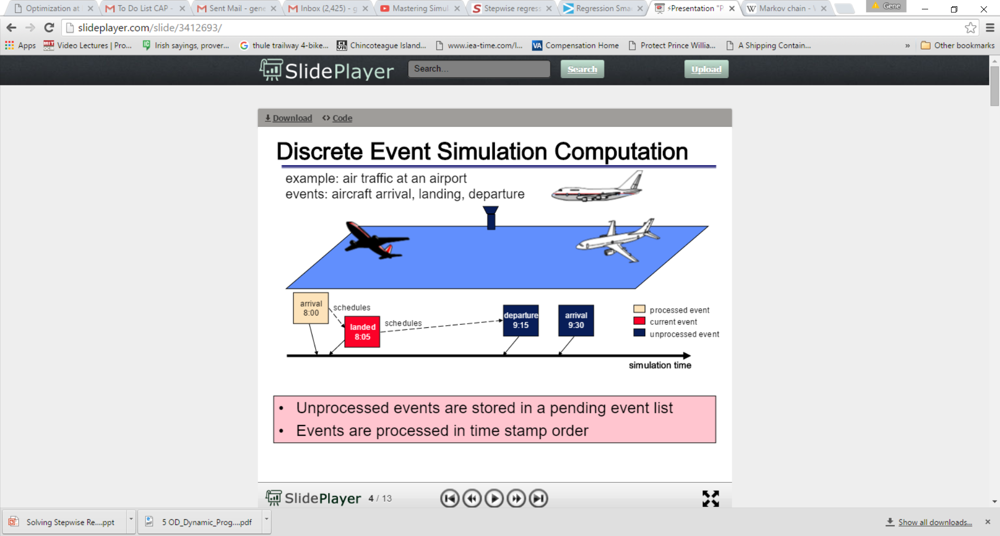 Optimization at
To Do List CAP -
Sent Mail - gene
Inbox (2,425) - g
Mastering Simul
Stepwise regress
Regression Sma
⚡Presentation "P
Markov chain -
Gene
slideplayer.com/slide/3412693/
Apps
MIT OCW Video Lectures | Pro...
Irish sayings, prover...
G thule trailway 4-bike...
Chincoteague Island...
www.iea-time.com/l...
VA Compensation Home
Protect Prince Willia...
A Shipping Contain...
»
Other bookmarks
SlidePlayer
Search...
Search
Upload
Download
<> Code
Discrete Event Simulation Computation
example: air traffic at an airport
events: aircraft arrival, landing, departure
arrival
8:00
schedules
landed
8:05
schedules
departure
9:15
arrival
9:30
processed event
current event
unprocessed event
simulation time
• Unprocessed events are stored in a pending event list
• Events are processed in time stamp order
SlidePlayer 4 / 13
Solving Stepwise Re....ppt
5 OD_Dynamic_Prog....pdf
Show all downloads...